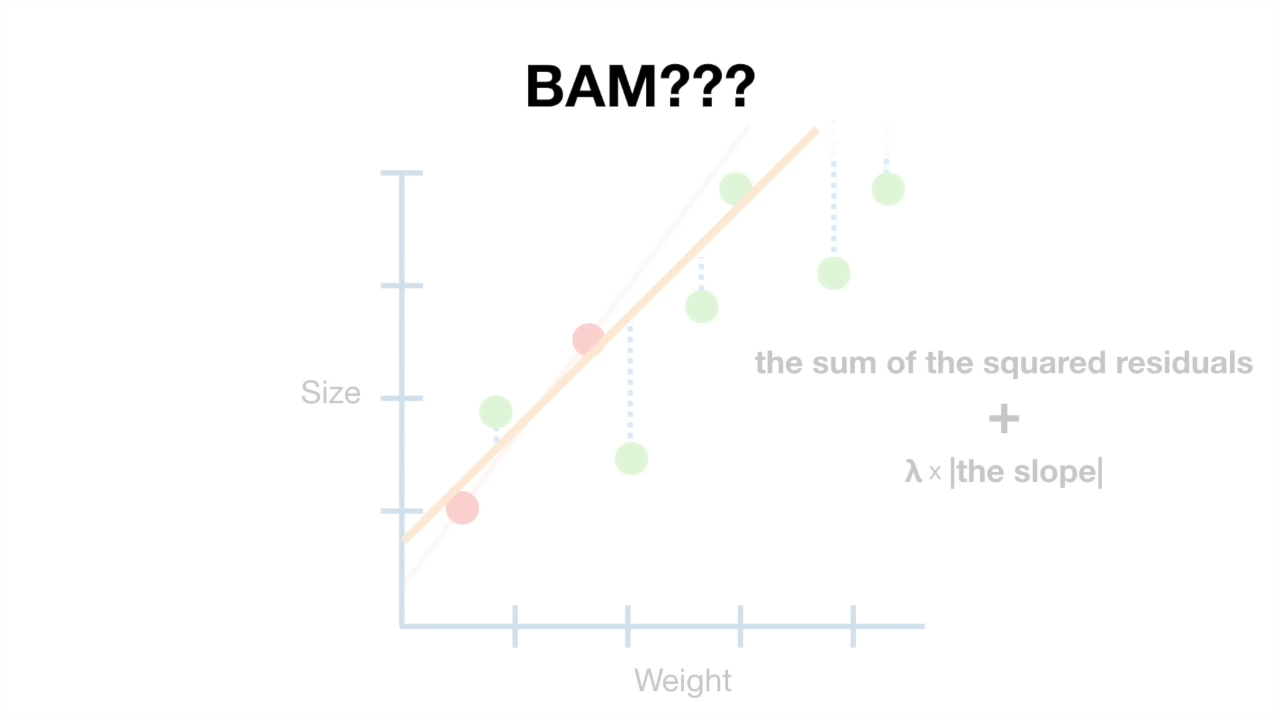 BAM???
Size
the sum of the squared residuals
+
λ x |the slope|
Weight